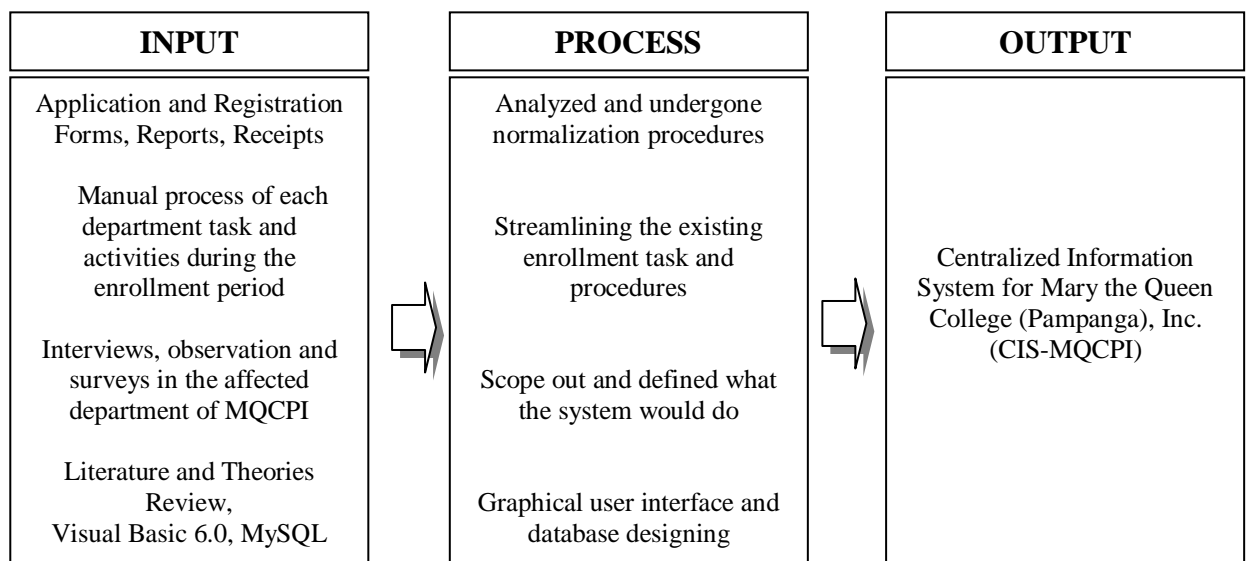 INPUT
Application and Registration
Forms, Reports, Receipts
Manual process of each
department task and
activities during the
enrollment period
Interviews, observation and
surveys in the affected
department of MQCPI
Literature and Theories
Review,
Visual Basic 6.0, MySQL
PROCESS
Analyzed and undergone
normalization procedures
Streamlining the existing
enrollment task and
procedures
Scope out and defined what
the system would do
Graphical user interface and
database designing
OUTPUT
Centralized Information
System for Mary the Queen
College (Pampanga), Inc.
(CIS-MQCPI)